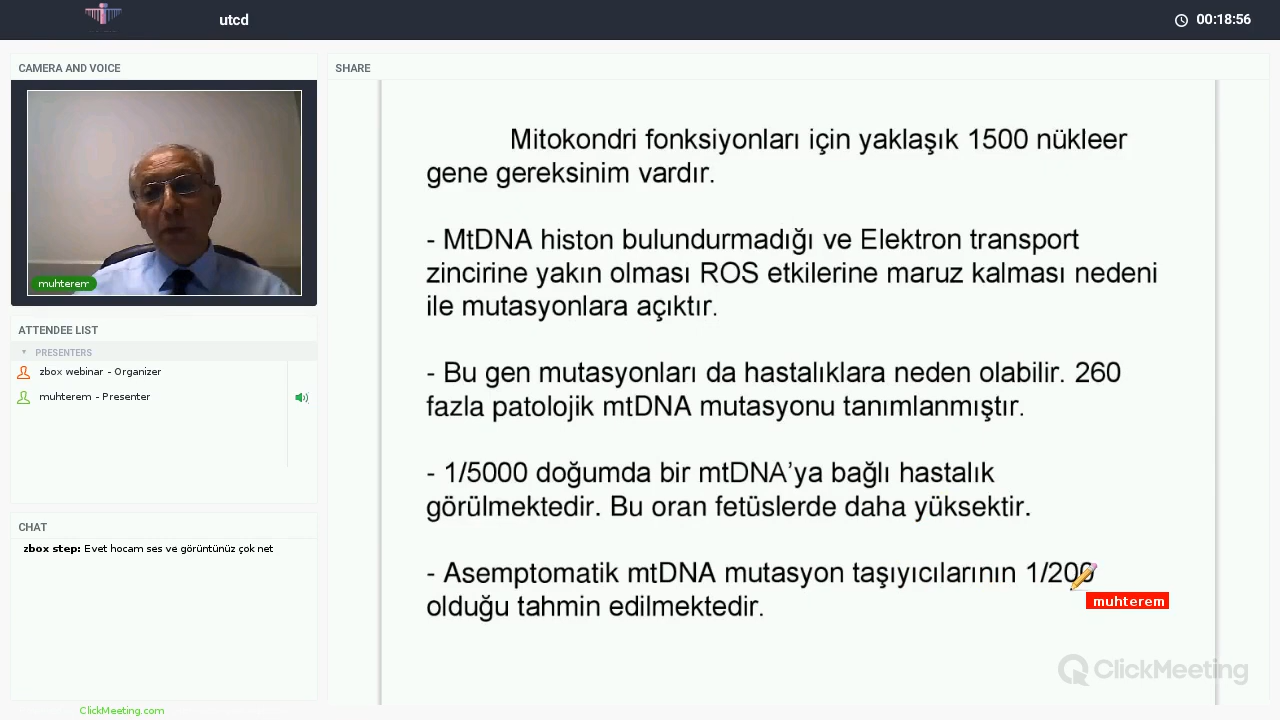 utcd
00:18:56
CAMERA AND VOICE
muhterem
ATTENDEE LIST
PRESENTERS
zbox webinar - Organizer
muhterem - Presenter
CHAT
zbox step: Evet hocam ses ve görüntünüz çok net
ClickMeeting.com
SHARE
Mitokondri fonksiyonları için yaklaşık 1500 nükleer
gene gereksinim vardır.
- MtDNA histon bulundurmadığı ve Elektron transport
zincirine yakın olması ROS etkilerine maruz kalması nedeni
ile mutasyonlara açıktır.
- Bu gen mutasyonları da hastalıklara neden olabilir. 260
fazla patolojik mtDNA mutasyonu tanımlanmıştır.
- 1/5000 doğumda bir mtDNA’ya bağlı hastalık
görülmektedir. Bu oran fetüslerde daha yüksektir.
- Asemptomatik mtDNA mutasyon taşıyıcılarının 1/200
olduğu tahmin edilmektedir.
muhterem
ClickMeeting